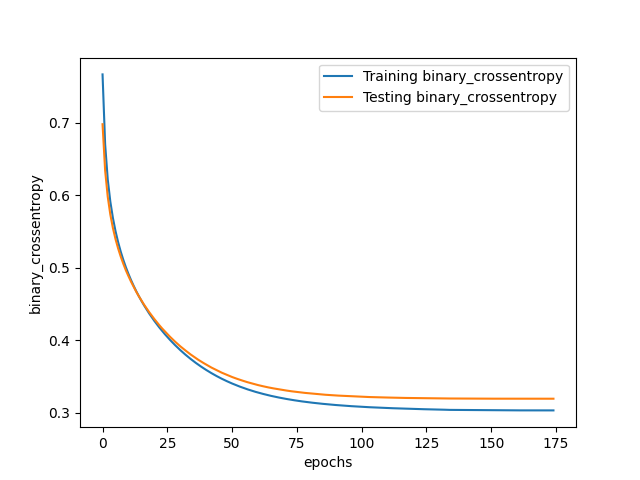 Training binary_crossentropy
Testing binary_crossentropy
binary_crossentropy
0.7
0.6
0.5
0.4
0.3
0 25 50 75 100 125 150 175
epochs